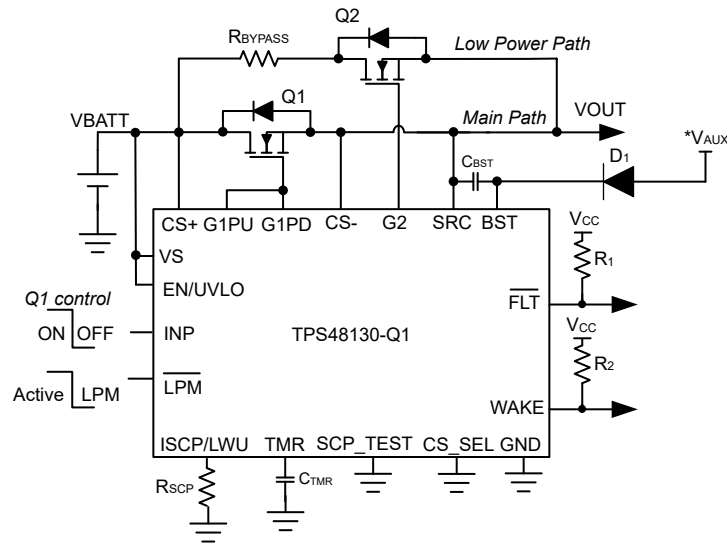 Q2
RBYPASS
Low Power Path
Q1
VBATT
Main Path
VOUT
*VAUX
CBST
D1
CS+ G1PU G1PD CS- G2 SRC BST
VS
EN/UVLO
VCC
R1
FLT
Q1 control
ON OFF
INP
TPS48130-Q1
VCC
R2
Active LPM
LPM
WAKE
ISCP/LWU TMR SCP_TEST CS_SEL GND
RSCP
CTMR